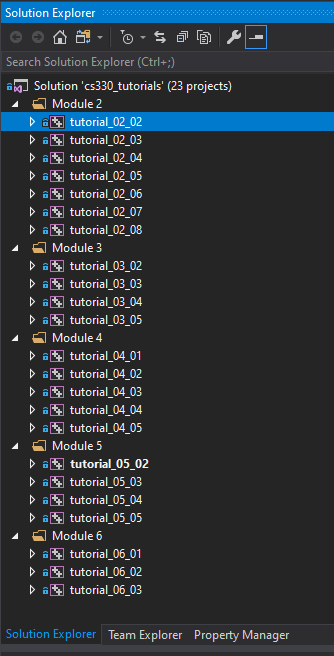 Solution Explorer
Search Solution Explorer (Ctrl+;)
Solution 'cs330_tutorials' (23 projects)
Module 2
tutorial_02_02
tutorial_02_03
tutorial_02_04
tutorial_02_05
tutorial_02_06
tutorial_02_07
tutorial_02_08
Module 3
tutorial_03_02
tutorial_03_03
tutorial_03_04
tutorial_03_05
Module 4
tutorial_04_01
tutorial_04_02
tutorial_04_03
tutorial_04_04
tutorial_04_05
Module 5
tutorial_05_02
tutorial_05_03
tutorial_05_04
tutorial_05_05
Module 6
tutorial_06_01
tutorial_06_02
tutorial_06_03
Solution Explorer Team Explorer Property Manager